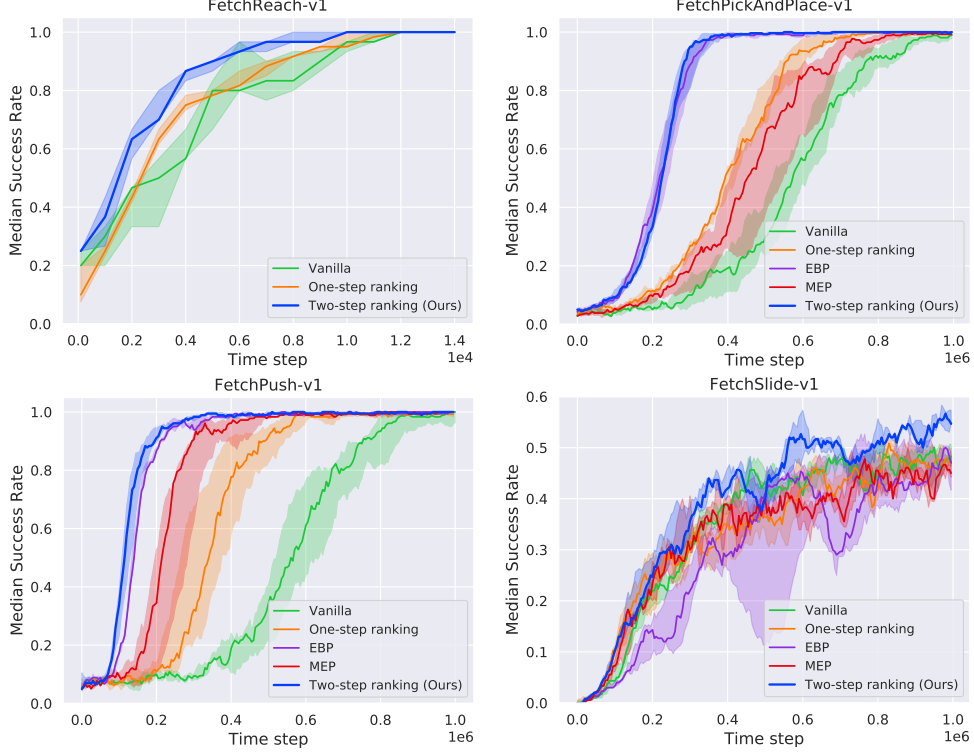 FetchReach-v1
Median Success Rate
1.0
0.8
0.6
0.4
0.2
0.0
Vanilla
One-step ranking
Two-step ranking (Ours)
0.0 0.2 0.4 0.6 0.8 1.0 1.2 1.4
Time step
1e4
FetchPickAndPlace-v1
Median Success Rate
1.0
0.8
0.6
0.4
0.2
0.0
Vanilla
One-step ranking
EBP
MEP
Two-step ranking (Ours)
0.0 0.2 0.4 0.6 0.8 1.0
Time step
1e6
FetchPush-v1
Median Success Rate
1.0
0.8
0.6
0.4
0.2
0.0
Vanilla
One-step ranking
EBP
MEP
Two-step ranking (Ours)
0.0 0.2 0.4 0.6 0.8 1.0
Time step
1e6
FetchSlide-v1
Median Success Rate
0.6
0.5
0.4
0.3
0.2
0.1
0.0
Vanilla
One-step ranking
EBP
MEP
Two-step ranking (Ours)
0.0 0.2 0.4 0.6 0.8 1.0
Time step
1e6